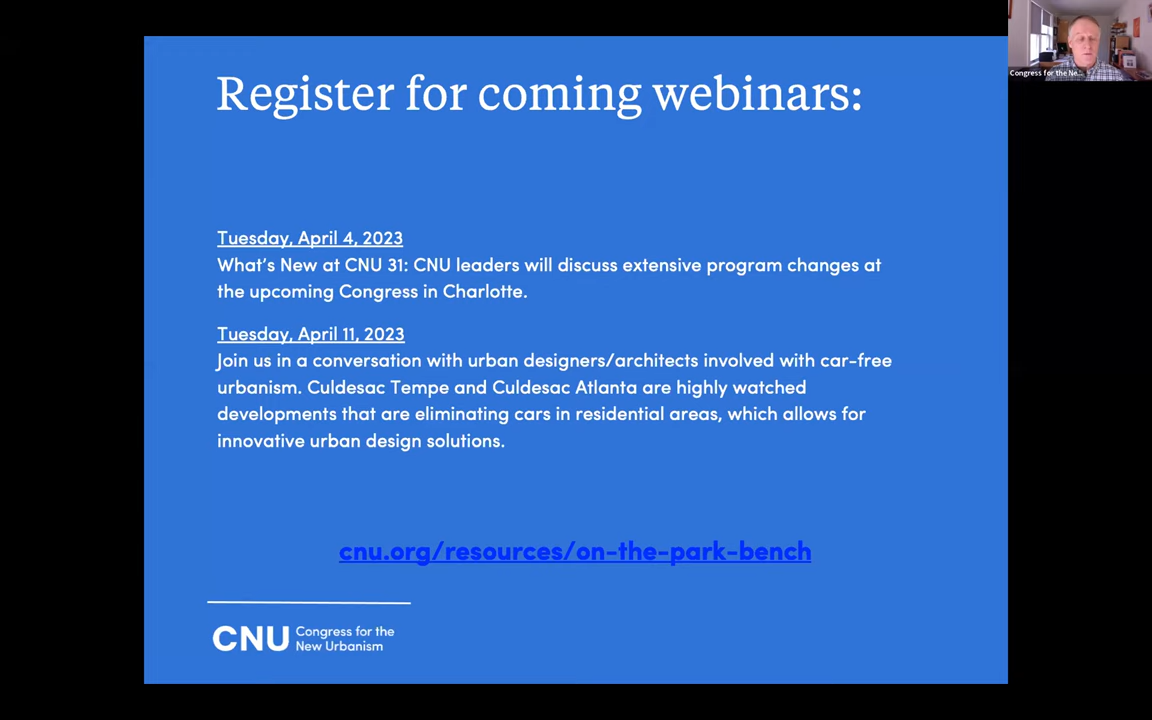 Register for coming webinars:
Congress for the Ne...
Tuesday, April 4, 2023
What's New at CNU 31: CNU leaders will discuss extensive program changes at
the upcoming Congress in Charlotte.
Tuesday, April 11, 2023
Join us in a conversation with urban designers/architects involved with car-free
urbanism. Culdesac Tempe and Culdesac Atlanta are highly watched
developments that are eliminating cars in residential areas, which allows for
innovative urban design solutions.
cnu.org/resources/on-the-park-bench
CNU Congress for the
New Urbanism